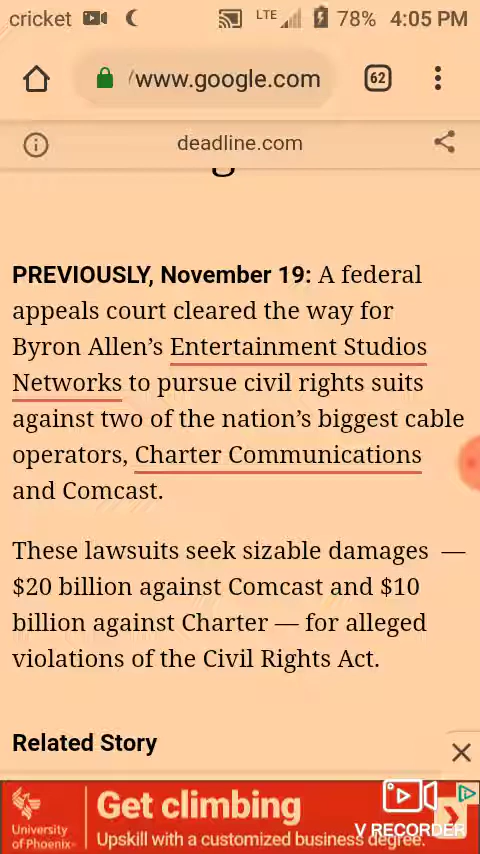 cricket LTE 78% 4:05 PM
/www.google.com 62
deadline.com
PREVIOUSLY, November 19: A federal
appeals court cleared the way for
Byron Allen’s Entertainment Studios
Networks to pursue civil rights suits
against two of the nation’s biggest cable
operators, Charter Communications
and Comcast.
These lawsuits seek sizable damages —
$20 billion against Comcast and $10
billion against Charter — for alleged
violations of the Civil Rights Act.
Related Story
University
of Phoenix
Get climbing
Upskill with a customized business degree.
V RECORDER